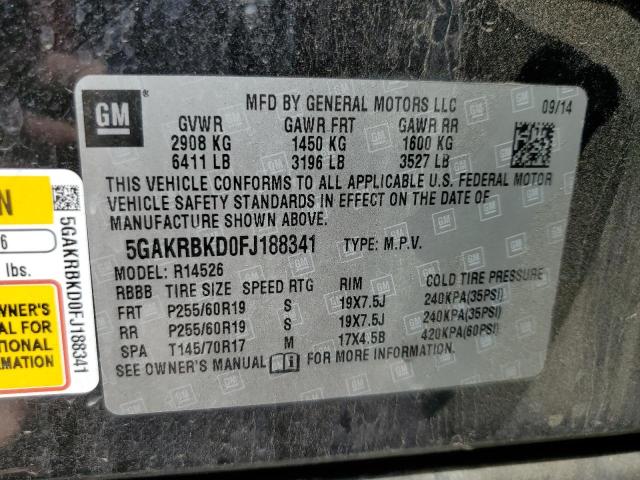 GM
MFD BY GENERAL MOTORS LLC 09/14
GVWR GAWR FRT GAWR RR
2908 KG 1450 KG 1600 KG
6411 LB 3196 LB 3527 LB
THIS VEHICLE CONFORMS TO ALL APPLICABLE U.S. FEDERAL MOTOR
VEHICLE SAFETY STANDARDS IN EFFECT ON THE DATE OF
MANUFACTURE SHOWN ABOVE.
5GAKRBKD0FJ188341 TYPE: M.P.V.
MODEL: R14526
RBBB TIRE SIZE SPEED RTG RIM COLD TIRE PRESSURE
FRT P255/60R19 S 19X7.5J 240KPA(35PSI)
RR P255/60R19 S 19X7.5J 240KPA(35PSI)
SPA T145/70R17 M 17X4.5B 420KPA(60PSI)
SEE OWNER'S MANUAL FOR MORE INFORMATION.
N
6
lbs.
WNER'S
AL FOR
TIONAL
MATION
5GAKRBKD0FJ188341